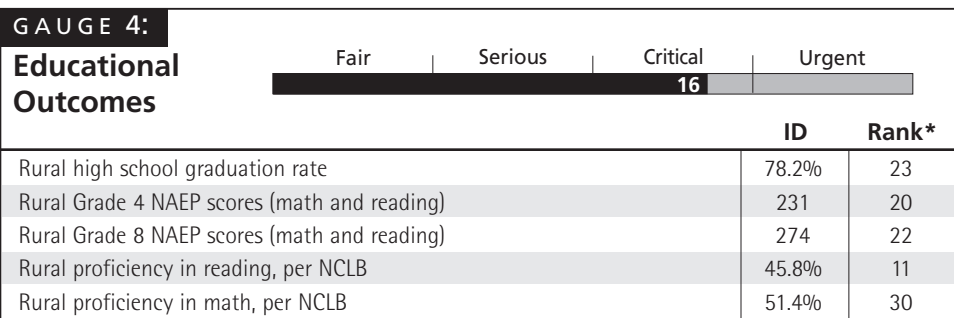 GAUGE 4:
Educational
Outcomes
Fair Serious Critical Urgent
16
ID Rank*
Rural high school graduation rate 78.2% 23
Rural Grade 4 NAEP scores (math and reading) 231 20
Rural Grade 8 NAEP scores (math and reading) 274 22
Rural proficiency in reading, per NCLB 45.8% 11
Rural proficiency in math, per NCLB 51.4% 30